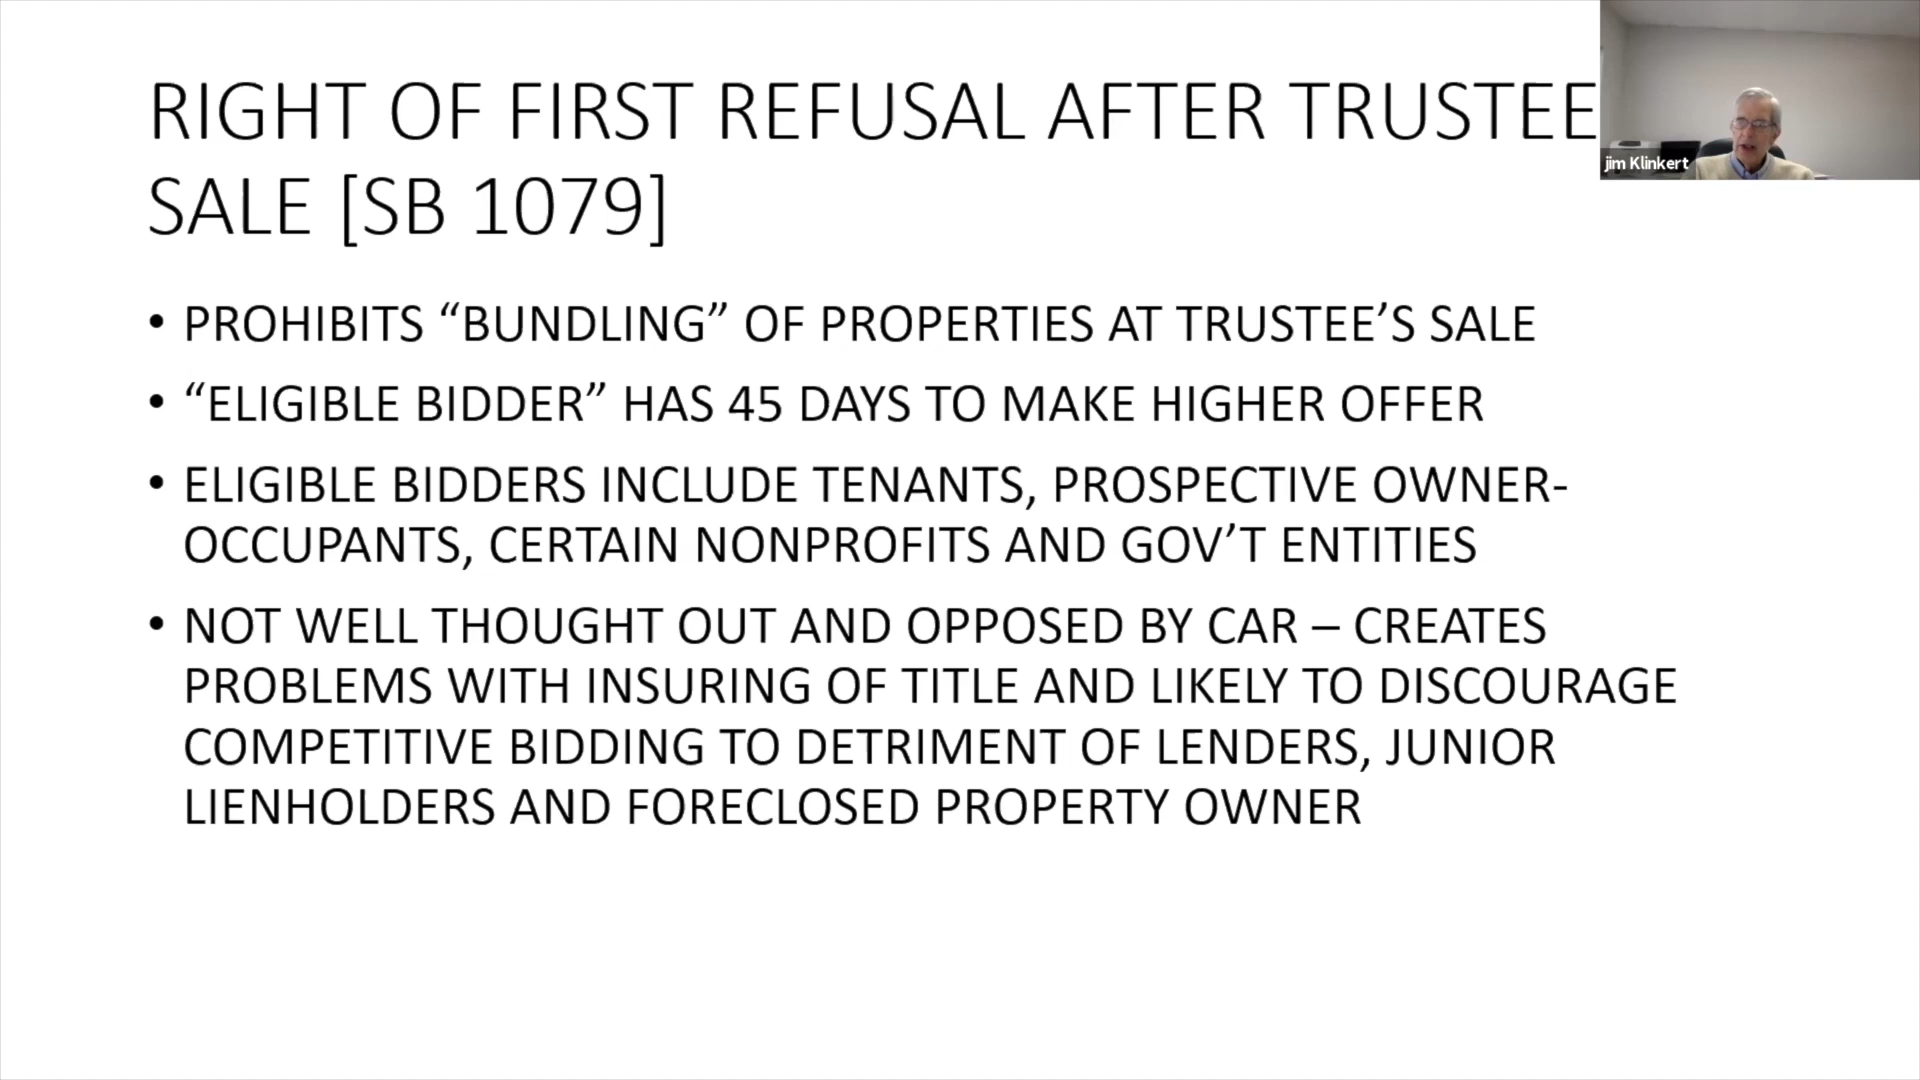 RIGHT OF FIRST REFUSAL AFTER TRUSTEE
SALE [SB 1079]
jim Klinkert
• PROHIBITS “BUNDLING” OF PROPERTIES AT TRUSTEE’S SALE
• “ELIGIBLE BIDDER” HAS 45 DAYS TO MAKE HIGHER OFFER
• ELIGIBLE BIDDERS INCLUDE TENANTS, PROSPECTIVE OWNER-
OCCUPANTS, CERTAIN NONPROFITS AND GOV’T ENTITIES
• NOT WELL THOUGHT OUT AND OPPOSED BY CAR – CREATES
PROBLEMS WITH INSURING OF TITLE AND LIKELY TO DISCOURAGE
COMPETITIVE BIDDING TO DETRIMENT OF LENDERS, JUNIOR
LIENHOLDERS AND FORECLOSED PROPERTY OWNER